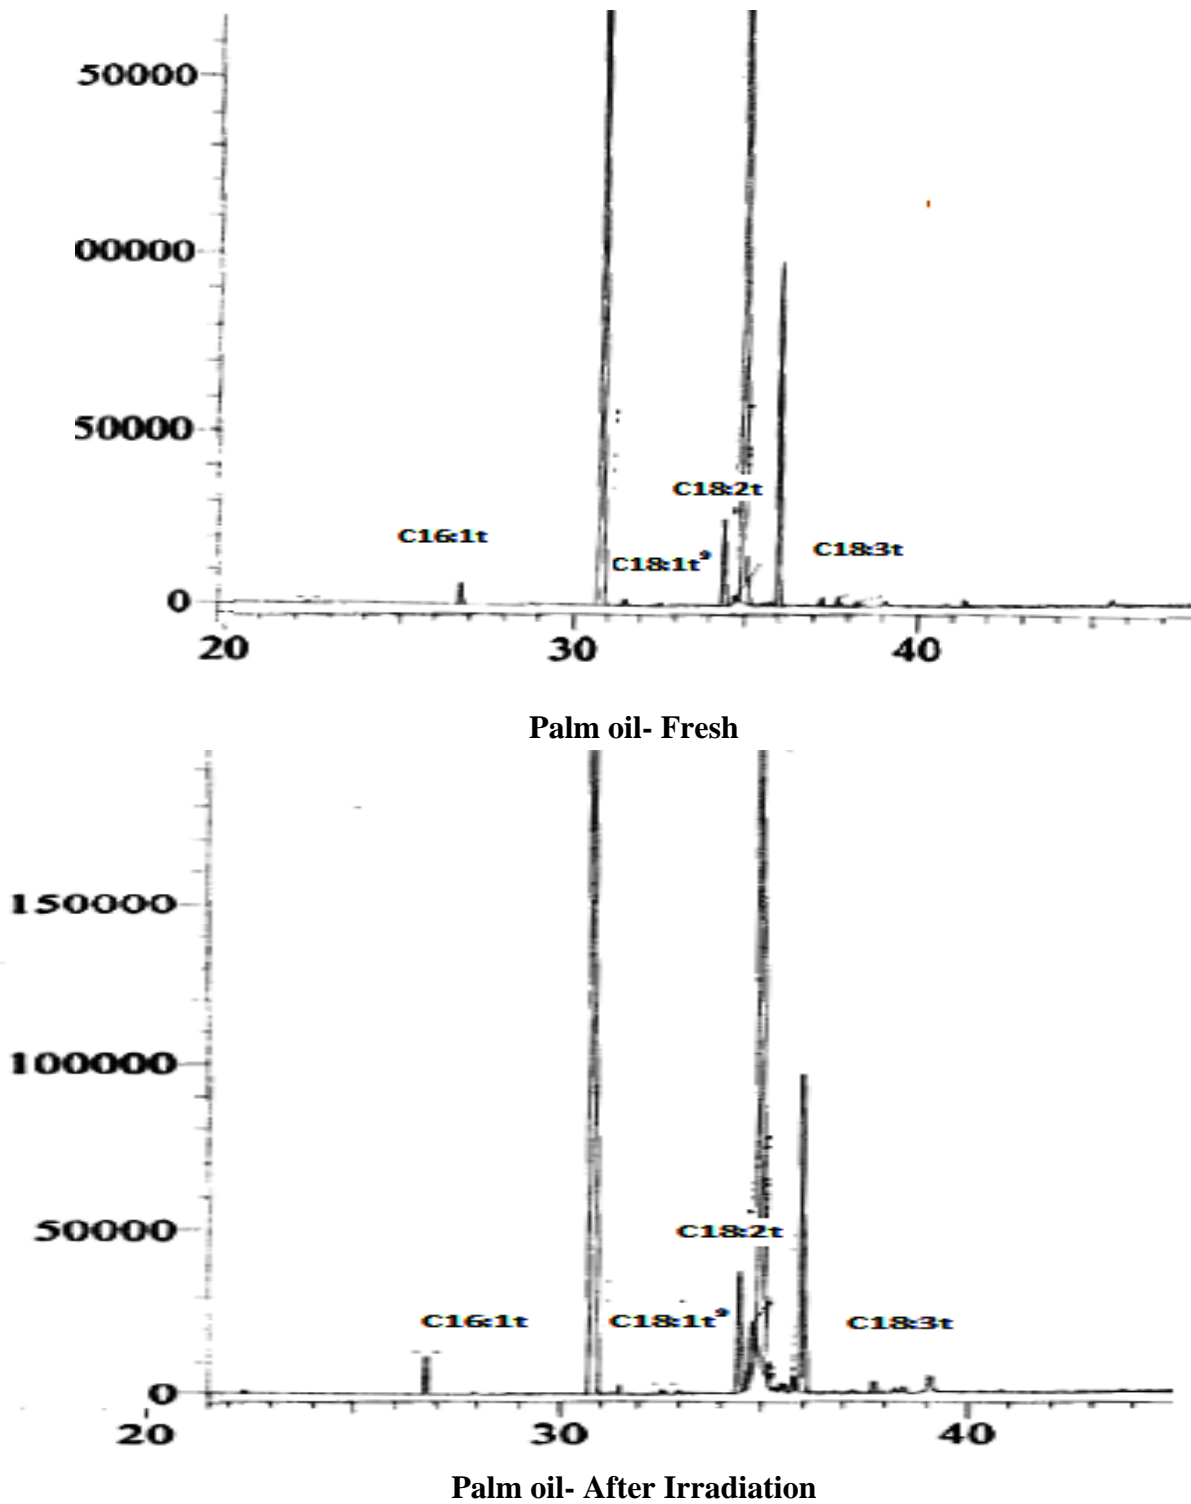 50000
00000
50000
C18:2t
C16:1t
C18:1t⁹
C18:3t
0
20 30 40
Palm oil- Fresh
150000
100000
50000
C18:2t
C16:1t
C18:1t⁹
C18:3t
0
20 30 40
Palm oil- After Irradiation